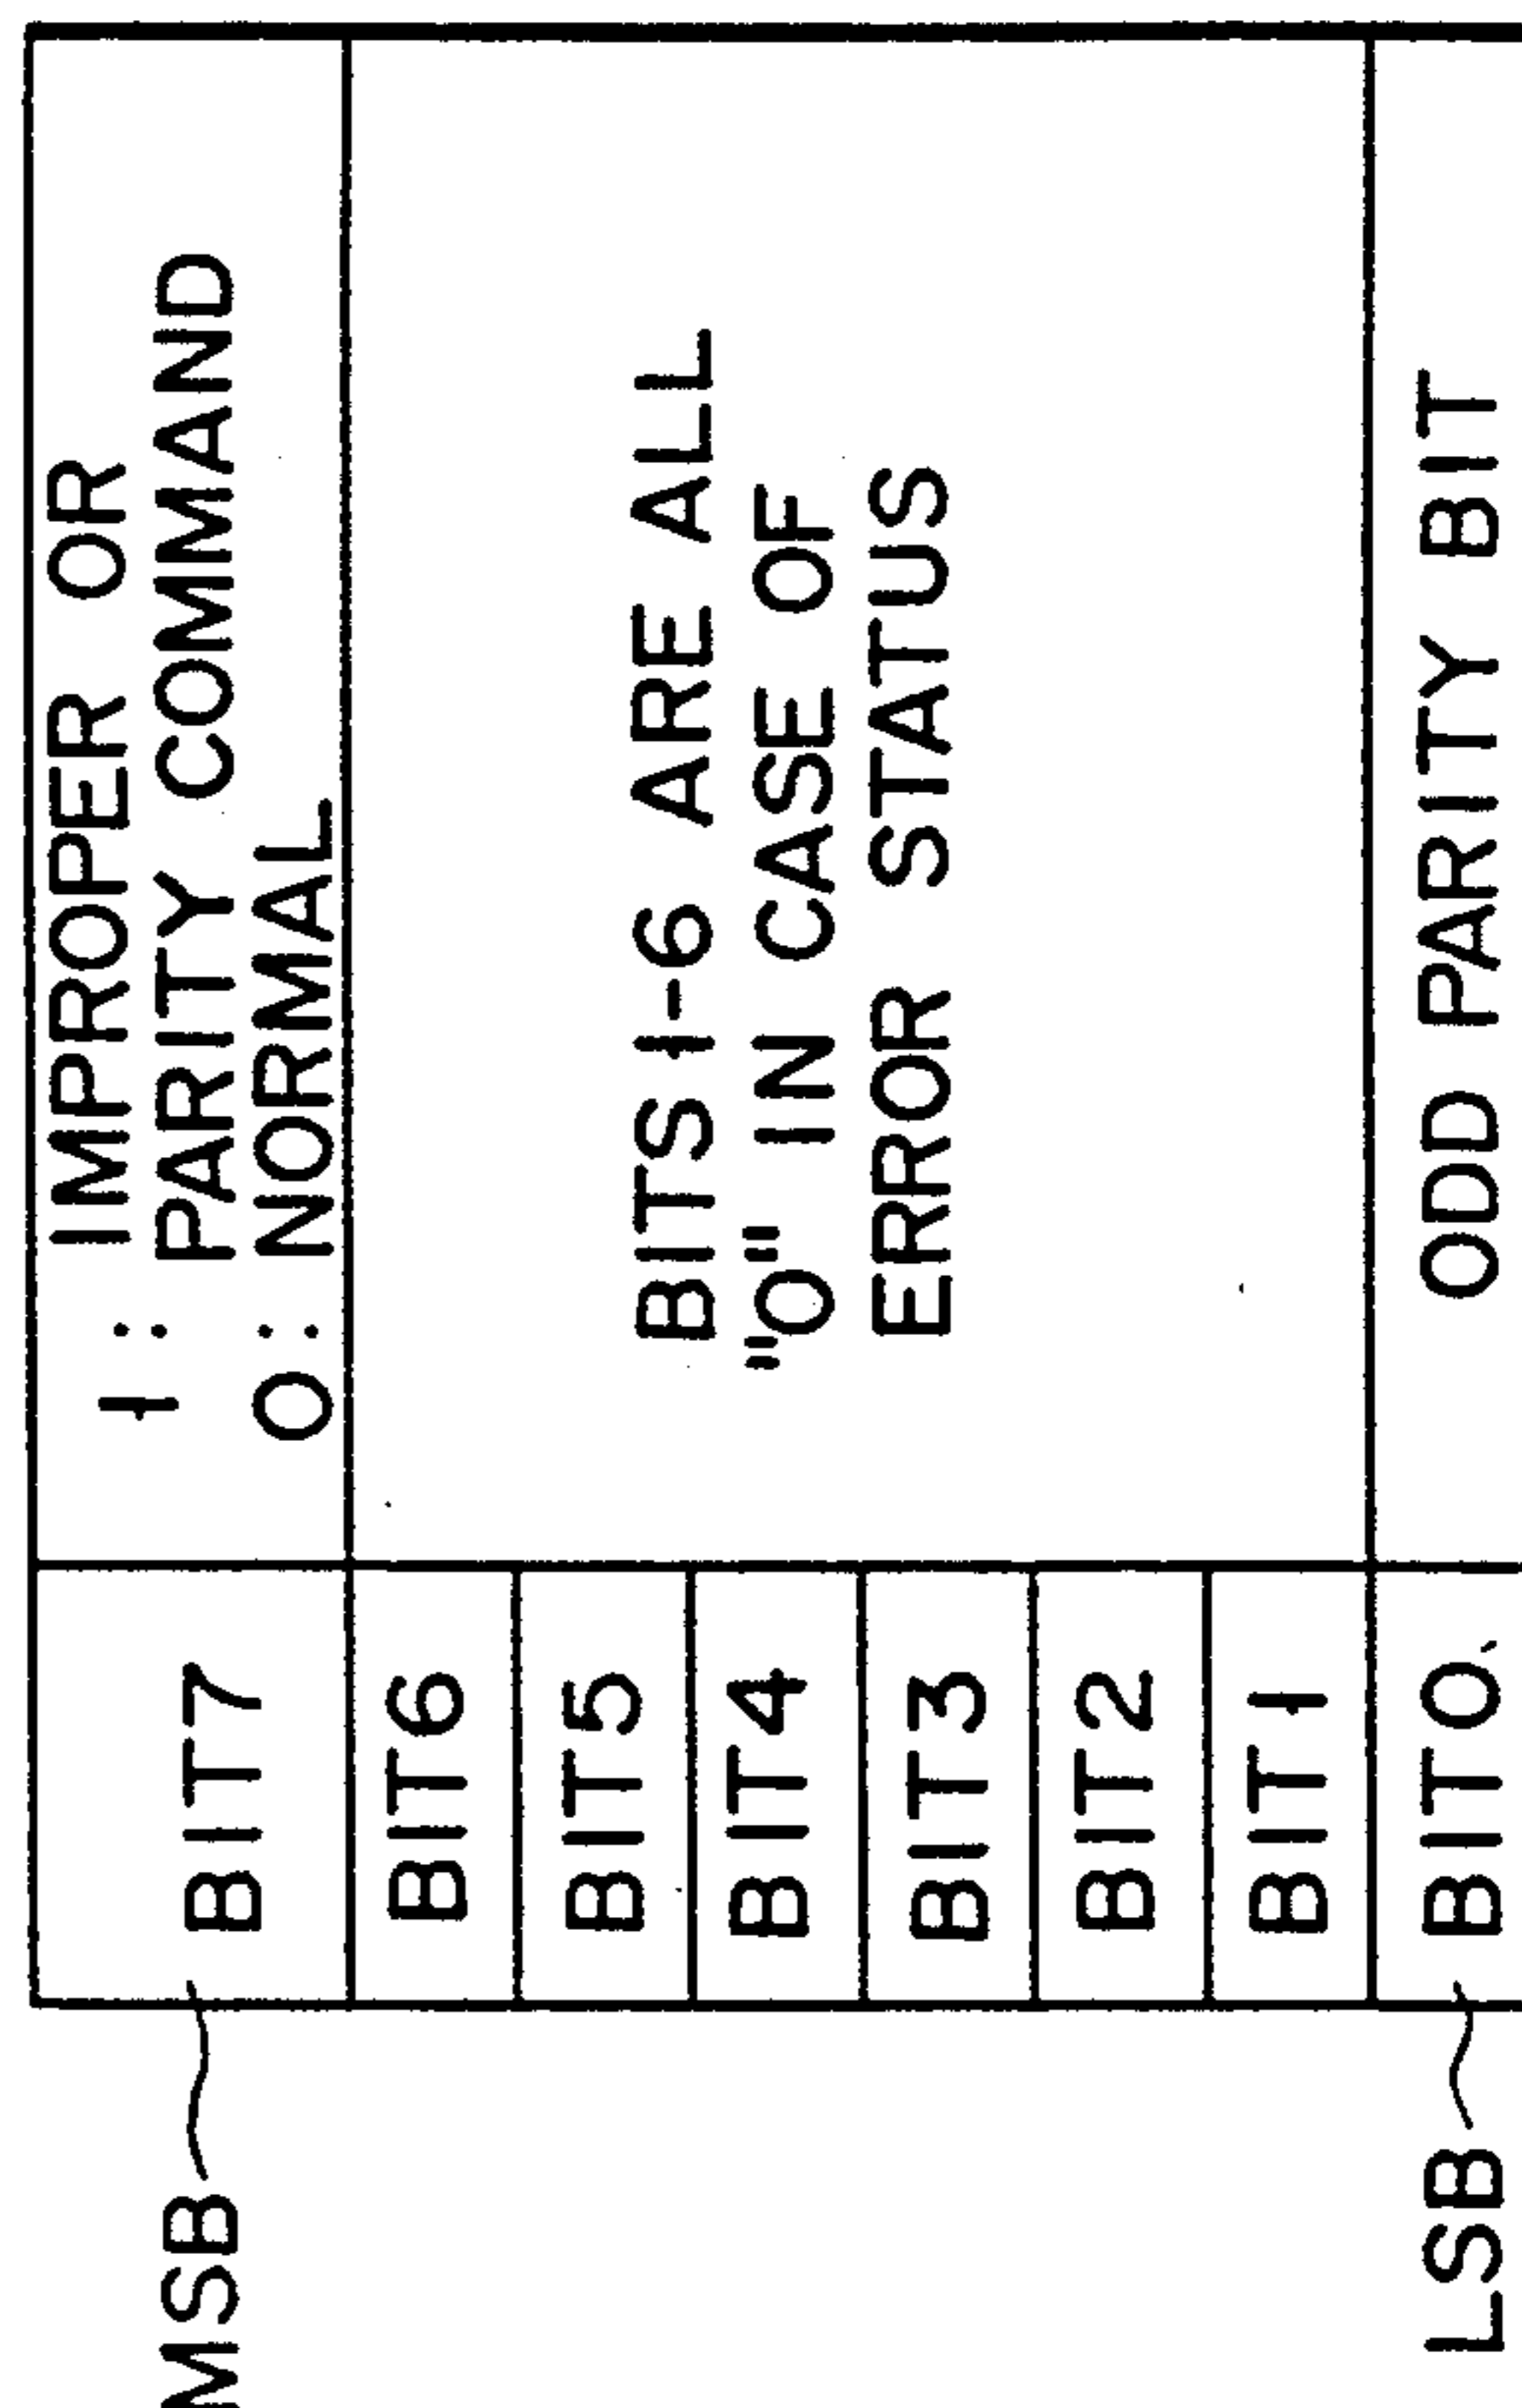 MSB
BIT7
1: IMPROPER OR
PARITY COMMAND
0: NORMAL
BIT6
BIT5
BIT4
BIT3
BIT2
BIT1
BITS 1-6 ARE ALL
"0" IN CASE OF
ERROR STATUS
LSB
BIT0
ODD PARITY BIT